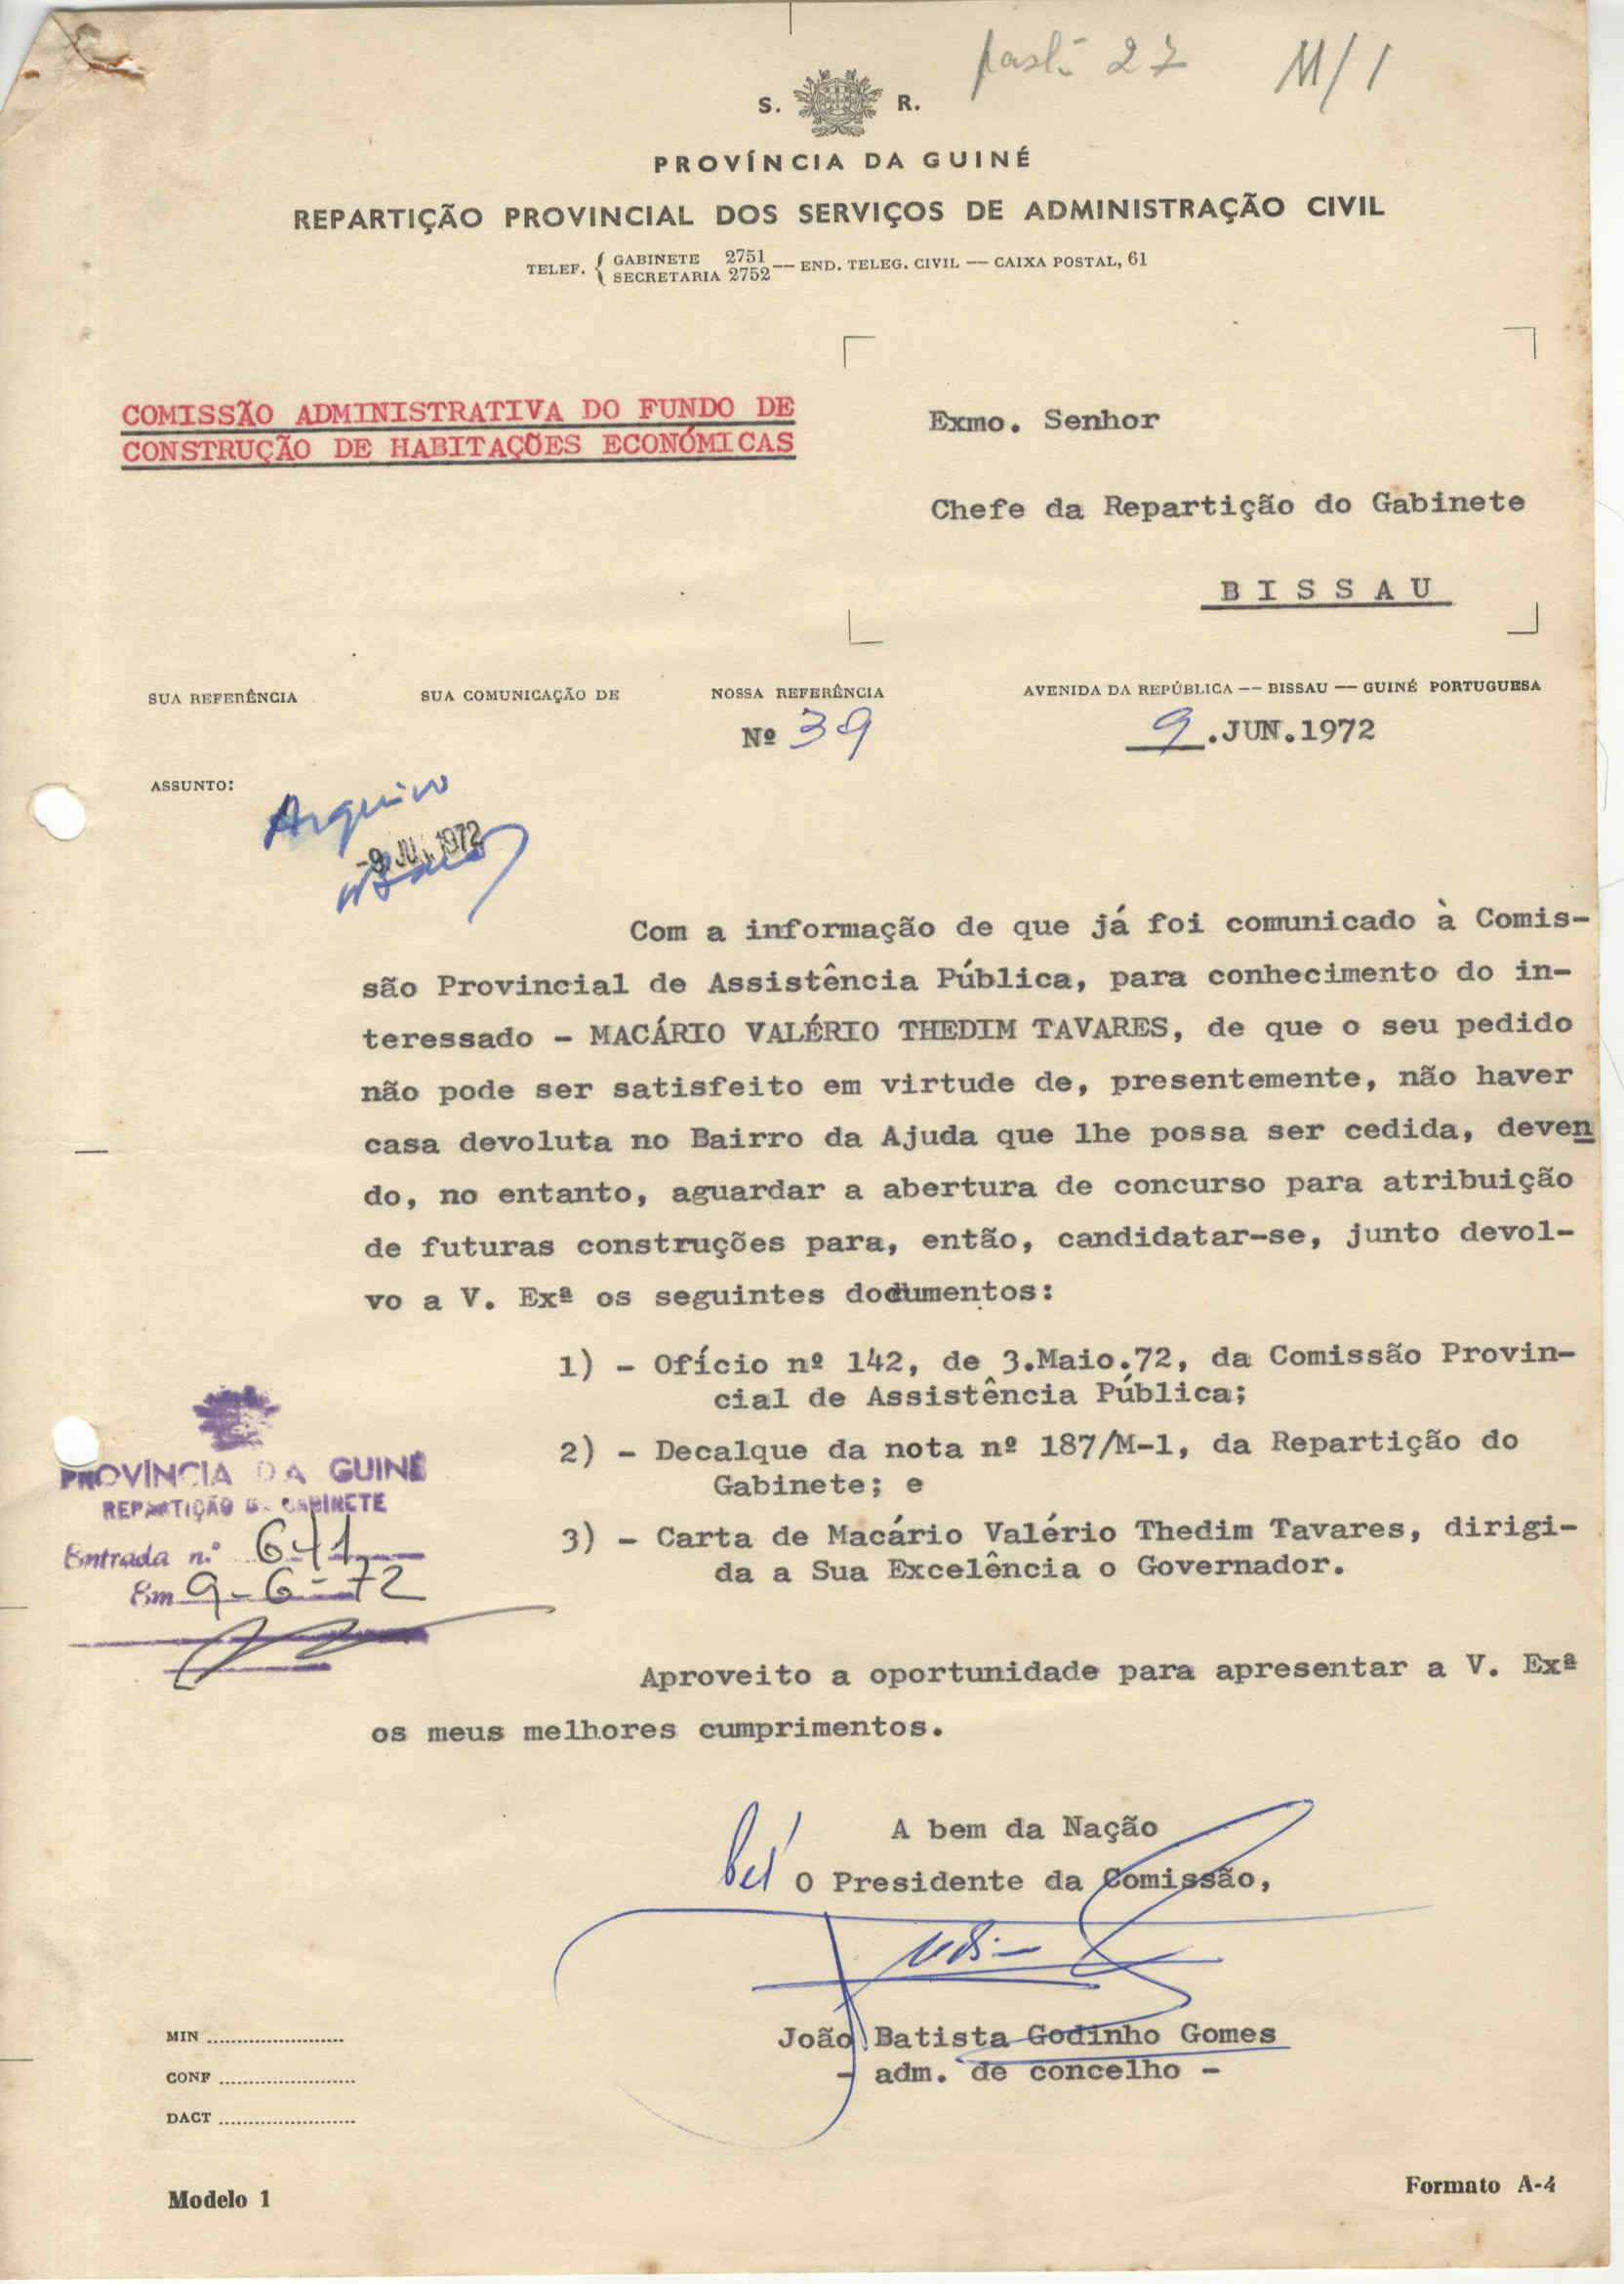 pasta 27 M/1
S. R.
PROVÍNCIA DA GUINÉ
REPARTIÇÃO PROVINCIAL DOS SERVIÇOS DE ADMINISTRAÇÃO CIVIL
TELEF. { GABINETE 2751
SECRETARIA 2752 — END. TELEG. CIVIL — CAIXA POSTAL, 61
COMISSÃO ADMINISTRATIVA DO FUNDO DE
CONSTRUÇÃO DE HABITAÇÕES ECONÓMICAS
Exmo. Senhor
Chefe da Repartição do Gabinete
B I S S A U
SUA REFERÊNCIA SUA COMUNICAÇÃO DE NOSSA REFERÊNCIA AVENIDA DA REPÚBLICA — BISSAU — GUINÉ PORTUGUESA
Nº 39 9.JUN.1972
ASSUNTO:
Arquivo
-9.JUN.1972
Com a informação de que já foi comunicado à Comis-
são Provincial de Assistência Pública, para conhecimento do in-
teressado - MACÁRIO VALÉRIO THEDIM TAVARES, de que o seu pedido
não pode ser satisfeito em virtude de, presentemente, não haver
casa devoluta no Bairro da Ajuda que lhe possa ser cedida, deven
do, no entanto, aguardar a abertura de concurso para atribuição
de futuras construções para, então, candidatar-se, junto devol-
vo a V. Exª os seguintes documentos:
1) - Ofício nº 142, de 3.Maio.72, da Comissão Provin-
cial de Assistência Pública;
2) - Decalque da nota nº 187/M-1, da Repartição do
Gabinete; e
3) - Carta de Macário Valério Thedim Tavares, dirigi-
da a Sua Excelência o Governador.
PROVÍNCIA DA GUINÉ
REPARTIÇÃO DO GABINETE
Entrada n.º 641
Em 9-6-72
Aproveito a oportunidade para apresentar a V. Exª
os meus melhores cumprimentos.
A bem da Nação
O Presidente da Comissão,
João Batista Godinho Gomes
- adm. de concelho -
MIN
CONF
DACT
Modelo 1 Formato A-4